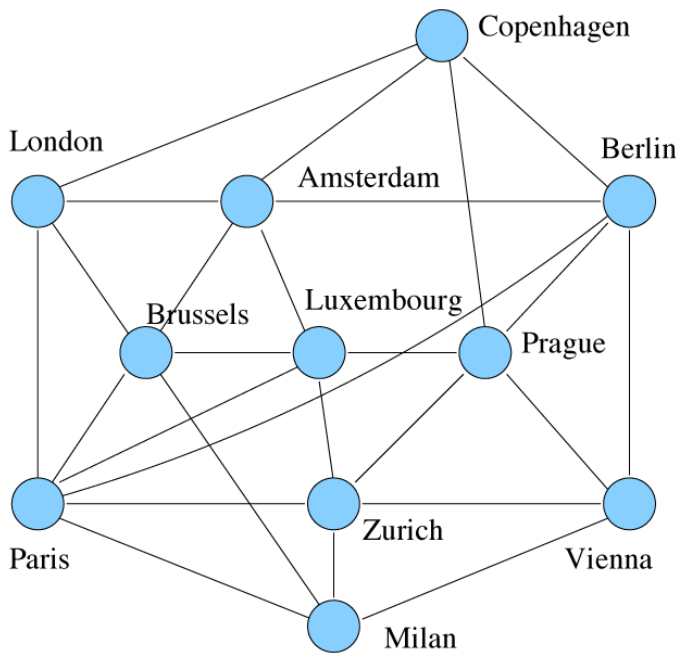 Copenhagen
London
Berlin
Amsterdam
Brussels
Luxembourg
Prague
Zurich
Paris
Vienna
Milan